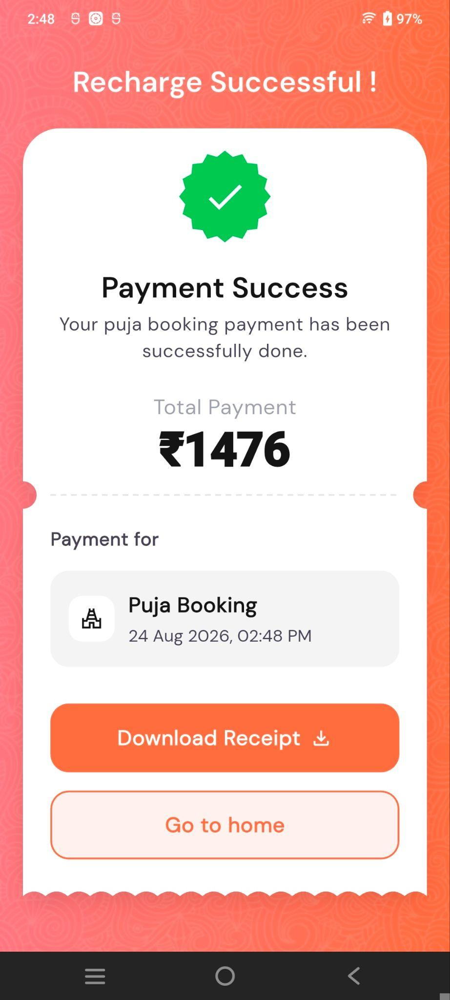 2:48
97%
Recharge Successful !
Payment Success
Your puja booking payment has been
successfully done.
Total Payment
₹1476
Payment for
Puja Booking
24 Aug 2026, 02:48 PM
Download Receipt
Go to home